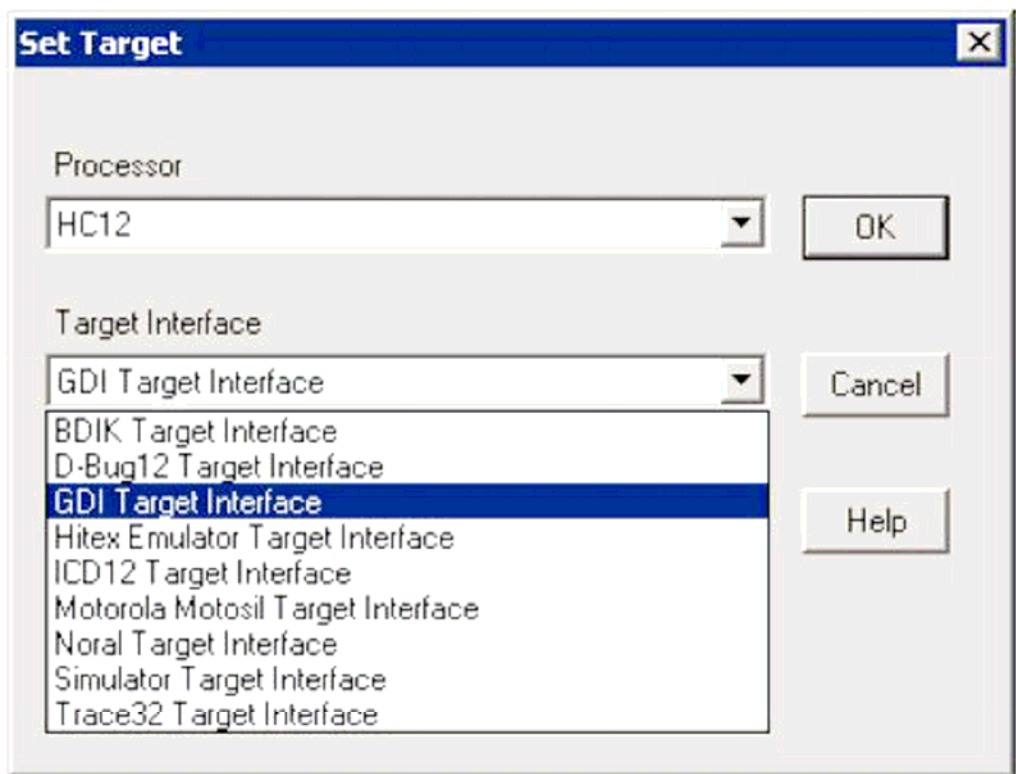 Set Target
Processor
HC12
OK
Target Interface
GDI Target Interface
Cancel
BDIK Target Interface
D-Bug12 Target Interface
GDI Target Interface
Hitex Emulator Target Interface
Help
ICD12 Target Interface
Motorola Motosil Target Interface
Noral Target Interface
Simulator Target Interface
Trace32 Target Interface